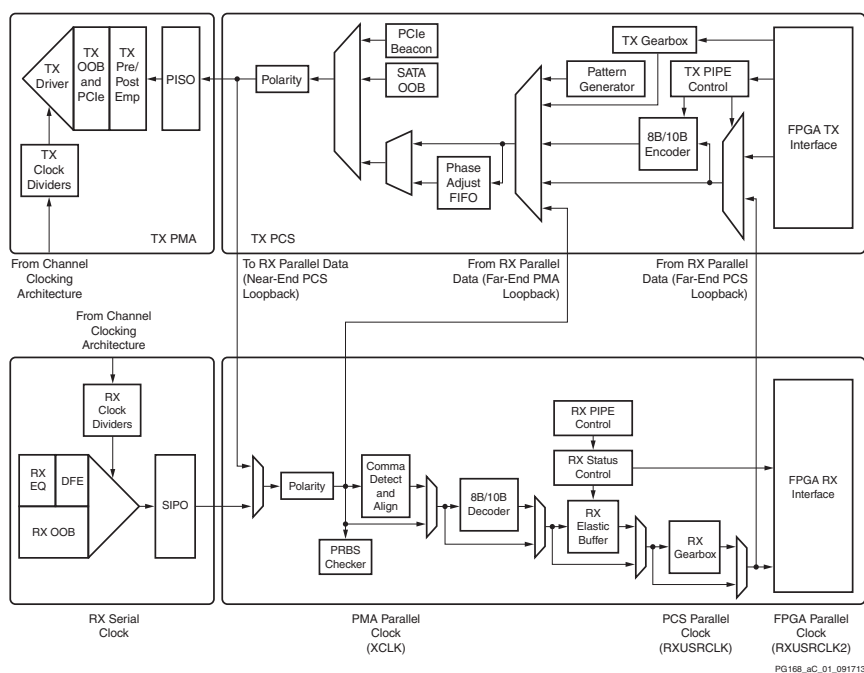 TX
Driver
TX
OOB
and
PCIe
TX
Pre/
Post
Emp
PISO
TX
Clock
Dividers
TX PMA
Polarity
PCIe
Beacon
SATA
OOB
Phase
Adjust
FIFO
Pattern
Generator
TX Gearbox
TX PIPE
Control
8B/10B
Encoder
FPGA TX
Interface
TX PCS
From Channel
Clocking
Architecture
To RX Parallel Data
(Near-End PCS
Loopback)
From RX Parallel
Data (Far-End PMA
Loopback)
From RX Parallel
Data (Far-End PCS
Loopback)
From Channel
Clocking
Architecture
RX
Clock
Dividers
RX
EQ
DFE
RX OOB
SIPO
Polarity
PRBS
Checker
Comma
Detect
and
Align
8B/10B
Decoder
RX PIPE
Control
RX Status
Control
RX
Elastic
Buffer
RX
Gearbox
FPGA RX
Interface
RX Serial
Clock
PMA Parallel
Clock
(XCLK)
PCS Parallel
Clock
(RXUSRCLK)
FPGA Parallel
Clock
(RXUSRCLK2)
PG168_aC_01_091713